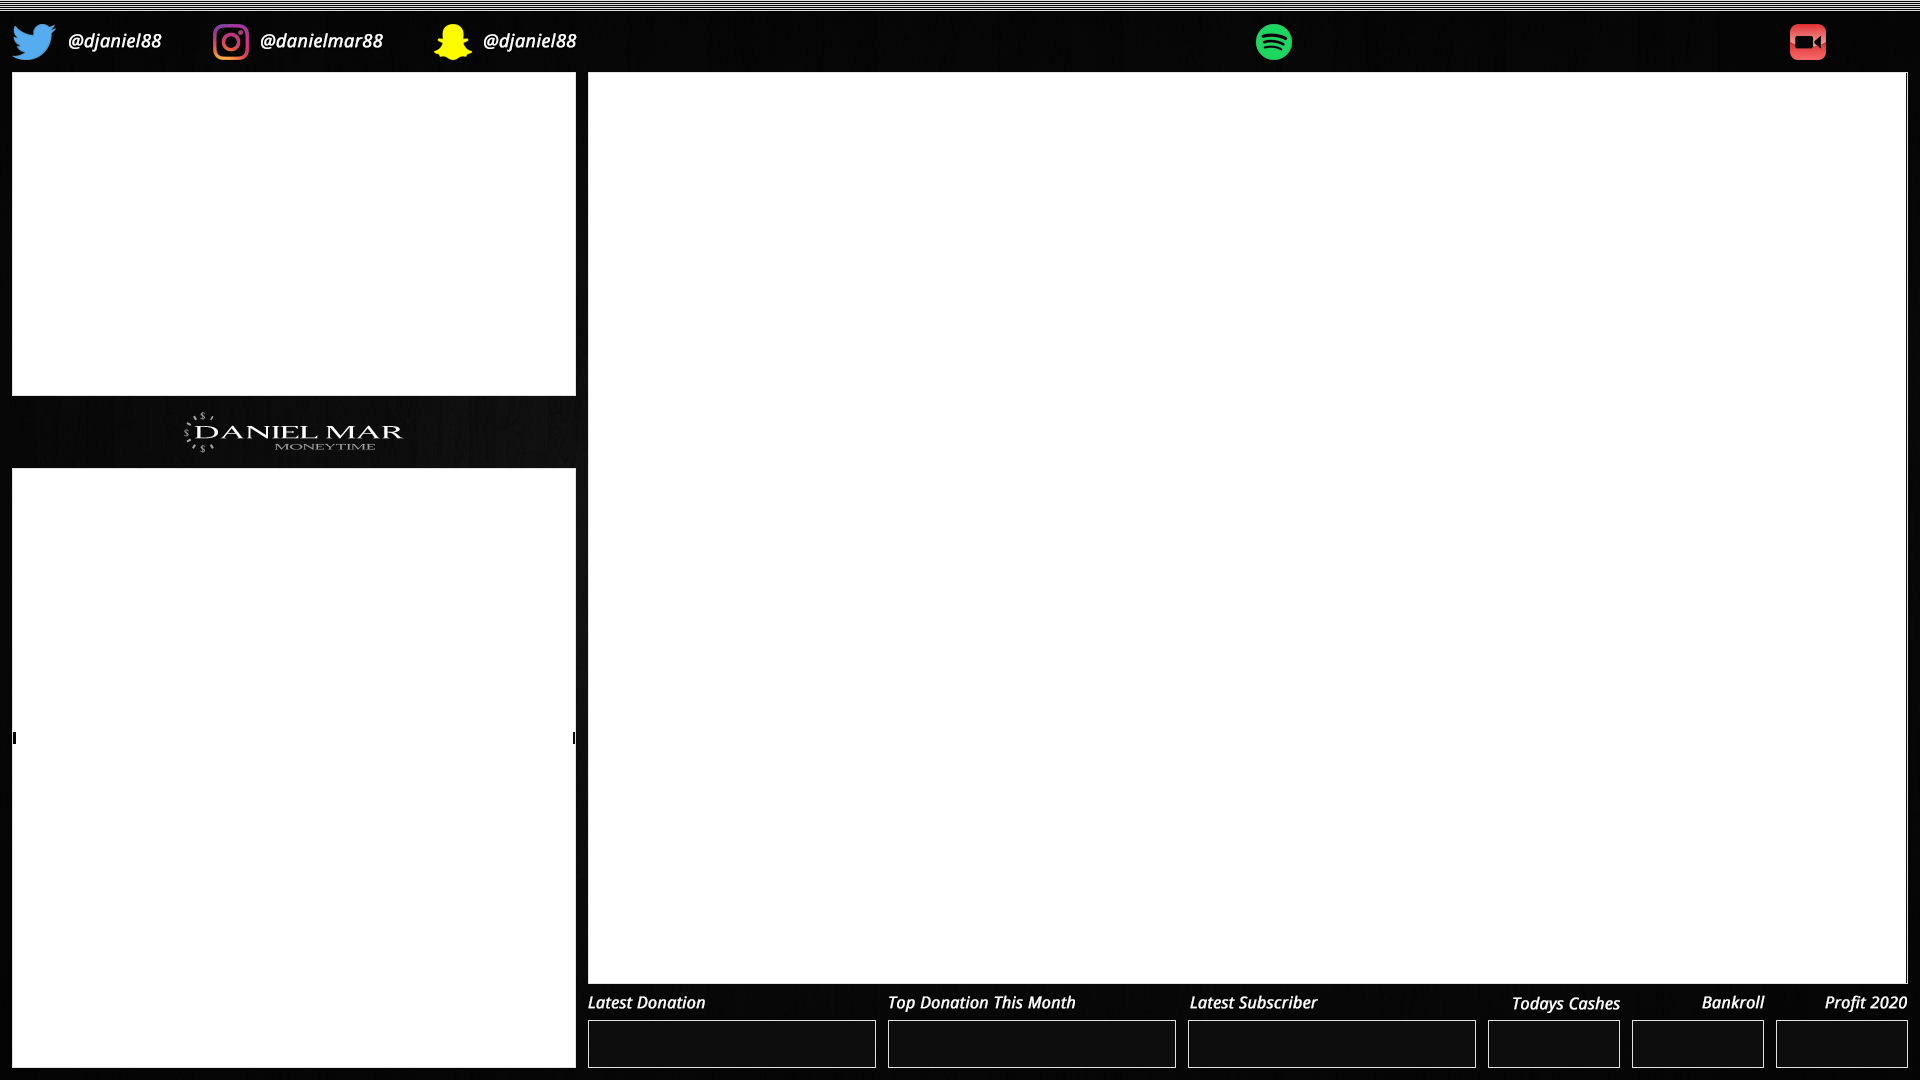 @djaniel88 @danielmar88 @djaniel88
DANIEL MAR
MONEYTIME
Latest Donation Top Donation This Month Latest Subscriber Todays Cashes Bankroll Profit 2020